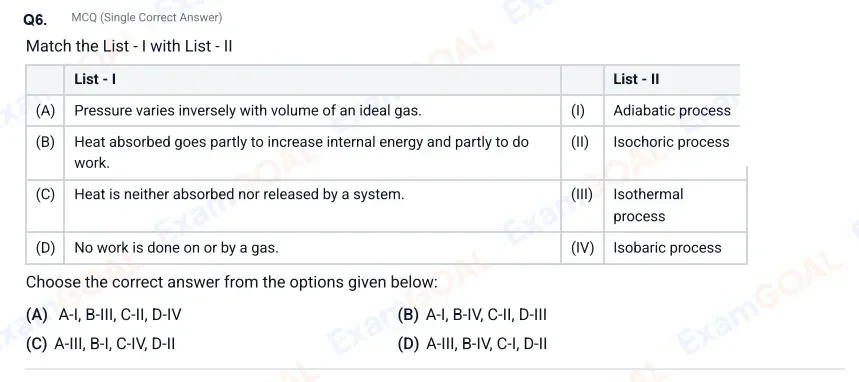 Q6. MCQ (Single Correct Answer)
Match the List - I with List - II
List - I List - II
(A) Pressure varies inversely with volume of an ideal gas. (I) Adiabatic process
(B) Heat absorbed goes partly to increase internal energy and partly to do (II) Isochoric process
work.
(C) Heat is neither absorbed nor released by a system. (III) Isothermal
process
(D) No work is done on or by a gas. (IV) Isobaric process
Choose the correct answer from the options given below:
(A) A-I, B-III, C-II, D-IV (B) A-I, B-IV, C-II, D-III
(C) A-III, B-I, C-IV, D-II (D) A-III, B-IV, C-I, D-II
ExamGOAL
ExamGOAL
ExamGOAL